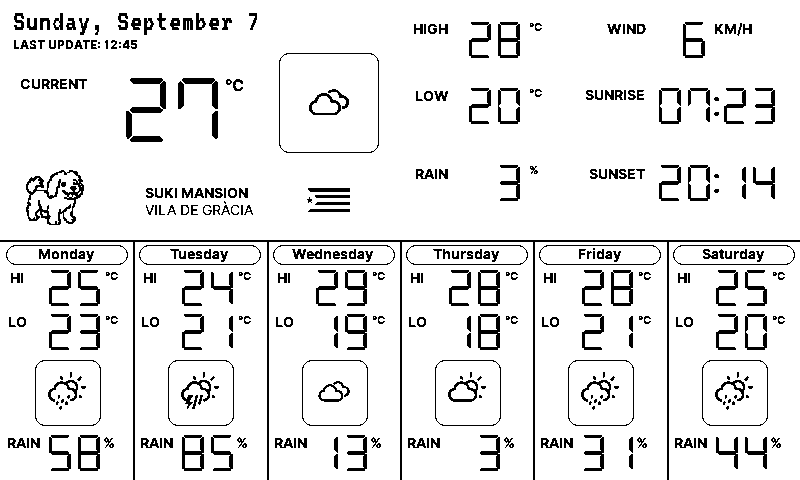 Sunday, September 7
LAST UPDATE: 12:45
CURRENT 27 °C
SUKI MANSION
VILA DE GRÀCIA
HIGH 28 °C
LOW 20 °C
RAIN 3 %
WIND 6 KM/H
SUNRISE 07:23
SUNSET 20:14
Monday
HI 25 °C
LO 23 °C
RAIN 58 %
Tuesday
HI 24 °C
LO 21 °C
RAIN 85 %
Wednesday
HI 29 °C
LO 19 °C
RAIN 13 %
Thursday
HI 28 °C
LO 18 °C
RAIN 3 %
Friday
HI 28 °C
LO 21 °C
RAIN 31 %
Saturday
HI 25 °C
LO 20 °C
RAIN 44 %